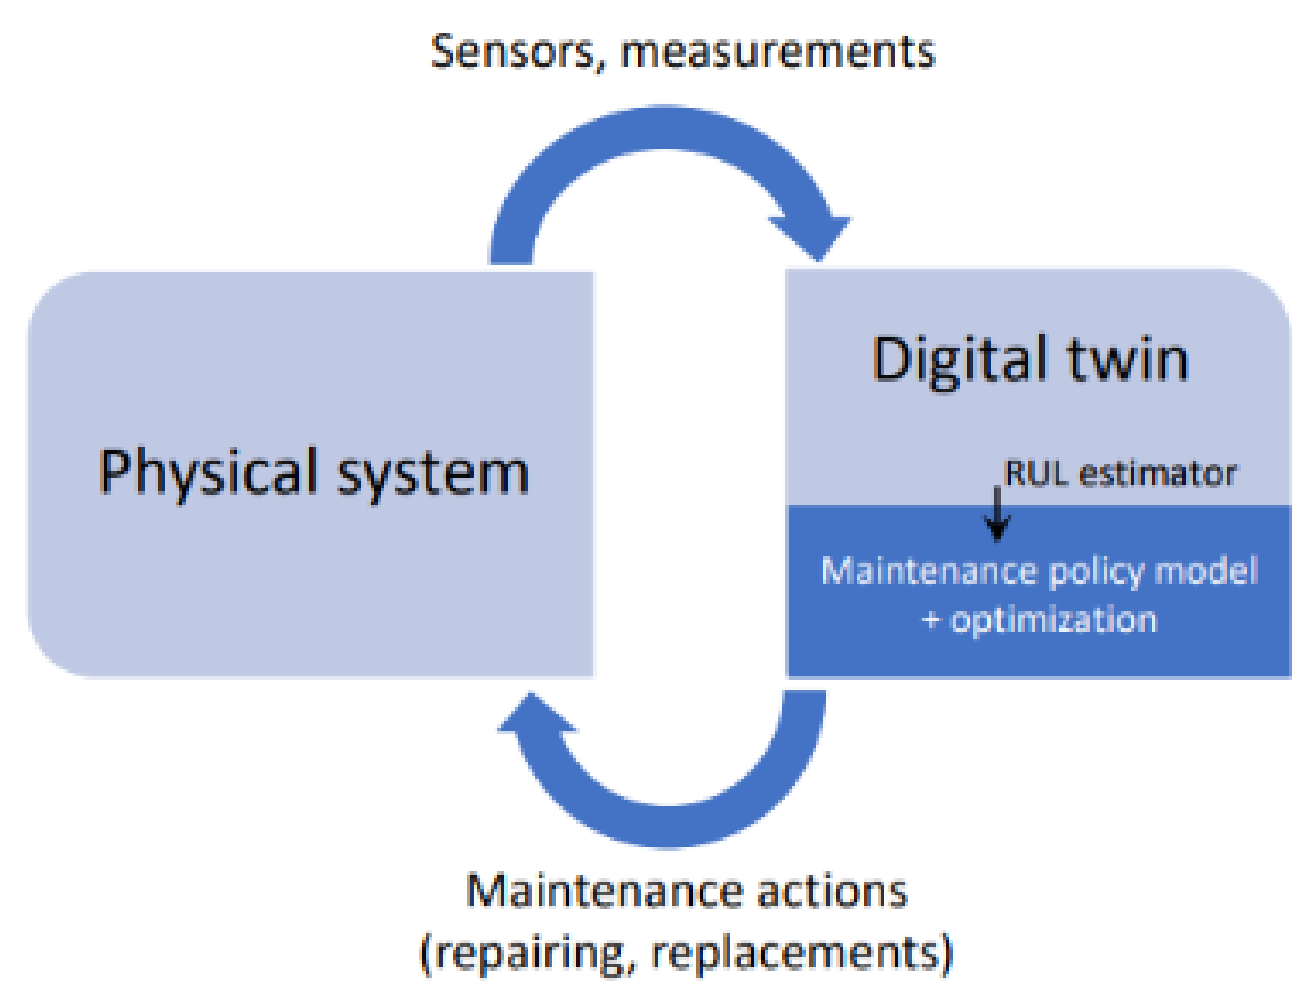 Sensors, measurements
Physical system
Digital twin
RUL estimator
Maintenance policy model
+ optimization
Maintenance actions
(repairing, replacements)